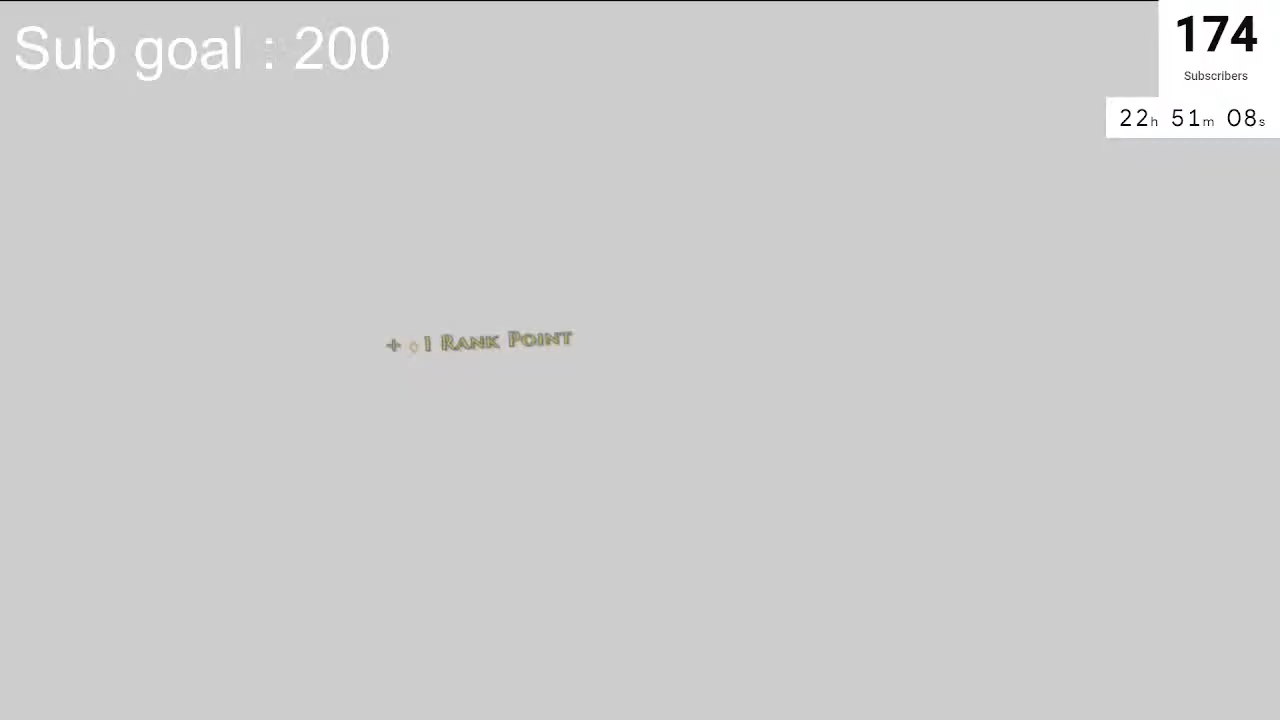 Sub goal : 200
174
Subscribers
22h 51m 08s
+ 1 Rank Point